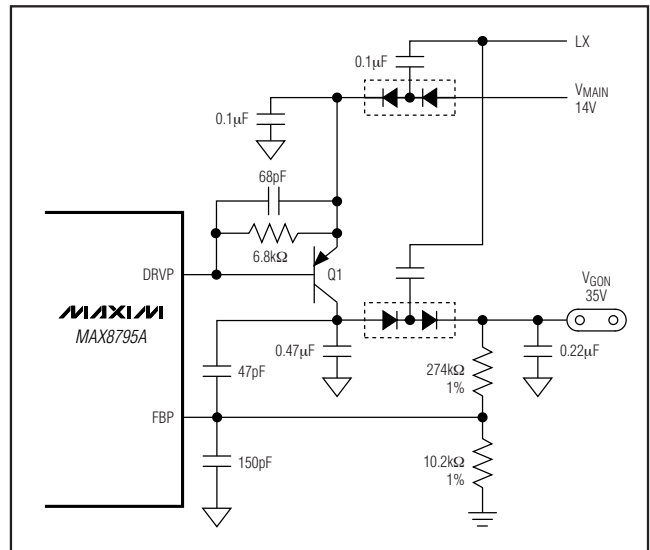 LX
0.1µF
VMAIN
14V
0.1µF
68pF
6.8kΩ
DRVP
Q1
VGON
35V
MAXIM
MAX8795A
0.47µF
0.22µF
274kΩ
1%
47pF
FBP
150pF
10.2kΩ
1%